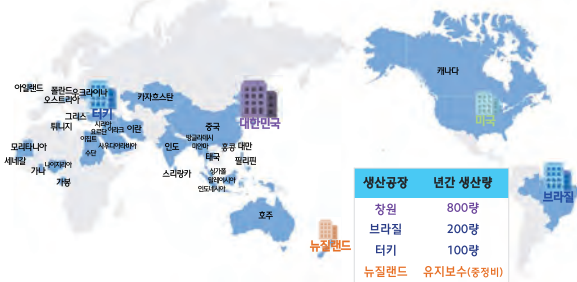 아일랜드
폴란드
우크라이나
오스트리아
터키
카자흐스탄
대한민국
캐나다
미국
그리스
튀니지
시리아
요르단
이라크
이란
이집트
사우디아라비아
중국
인도
방글라데시
미얀마
홍콩
대만
태국
필리핀
모리타니아
세네갈
수단
나이지리아
가나
가봉
스리랑카
싱가폴
말레이시아
인도네시아
호주
뉴질랜드
브라질
생산공장 년간 생산량
창원 800량
브라질 200량
터키 100량
뉴질랜드 유지보수(중정비)